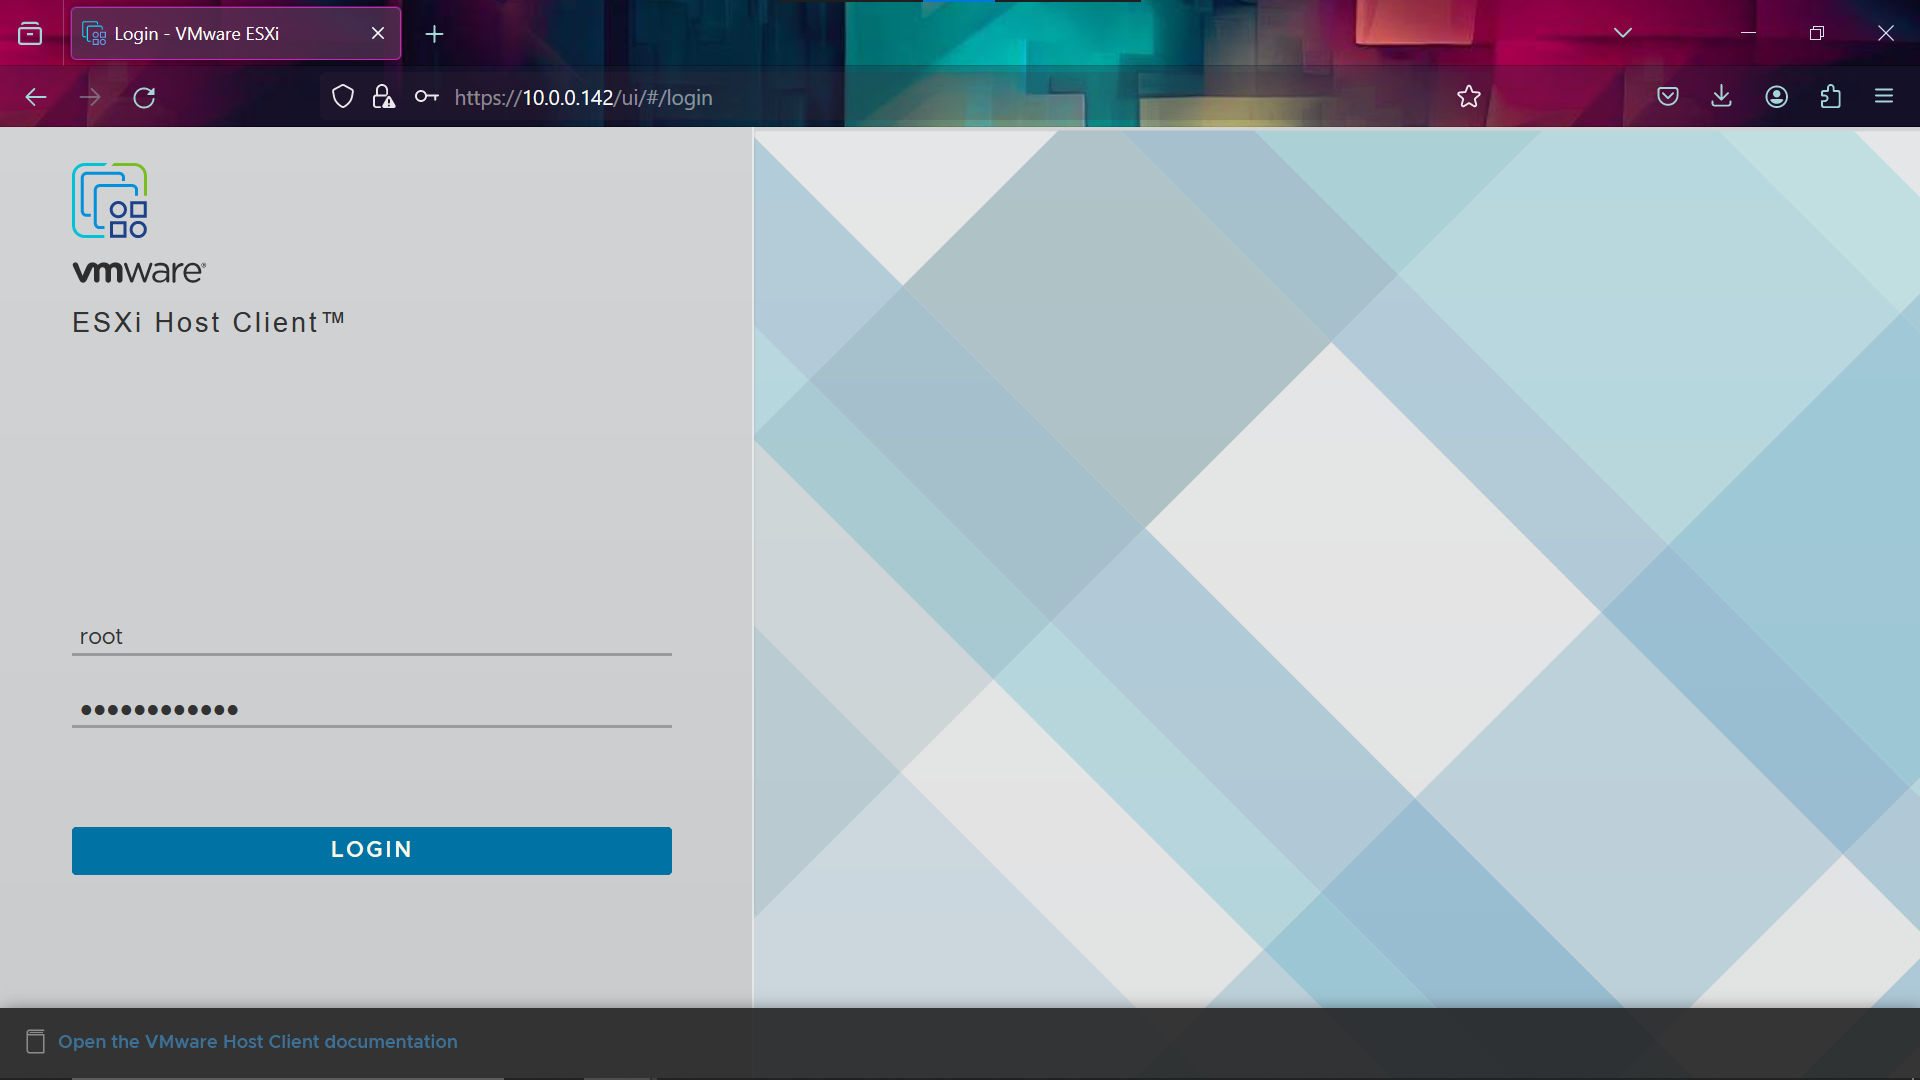 Login - VMware ESXi
https://10.0.0.142/ui/#/login
vmware®
ESXi Host Client™
root
••••••••••••
LOGIN
Open the VMware Host Client documentation